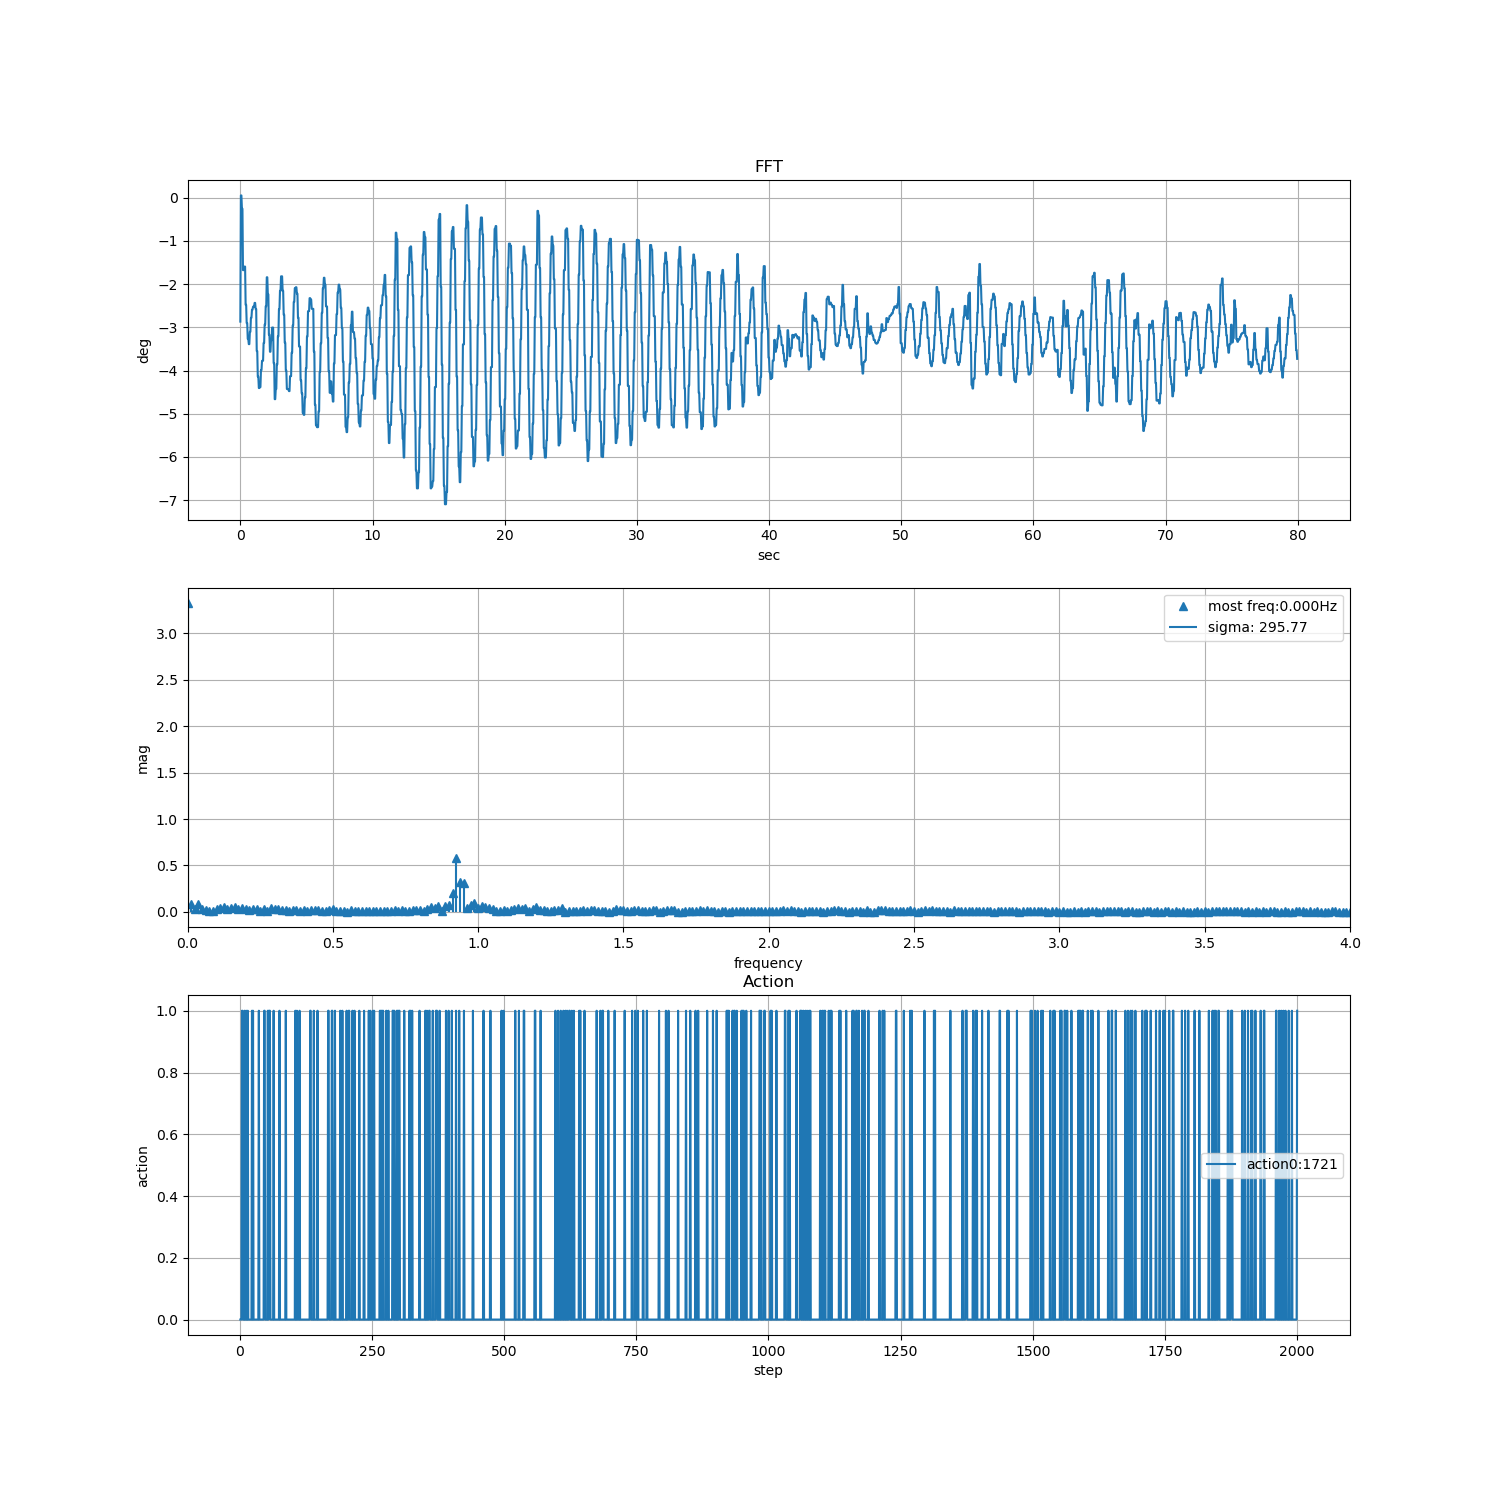 FFT
0
−1
−2
−3
−4
−5
−6
−7
deg
0 10 20 30 40 50 60 70 80
sec
most freq:0.000Hz
sigma: 295.77
3.0
2.5
2.0
1.5
1.0
0.5
0.0
mag
0.0 0.5 1.0 1.5 2.0 2.5 3.0 3.5 4.0
frequency
Action
1.0
0.8
0.6
0.4
0.2
0.0
action
action0:1721
0 250 500 750 1000 1250 1500 1750 2000
step